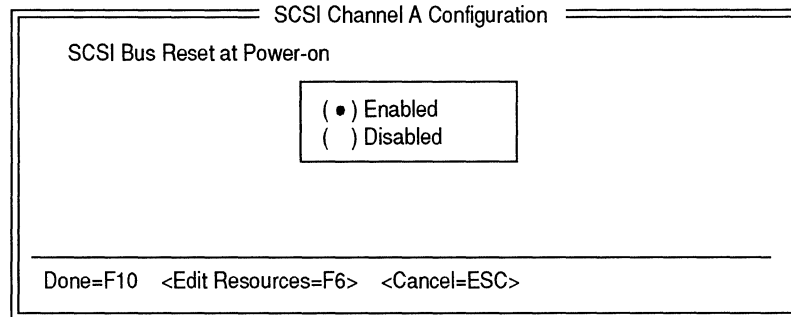 SCSI Channel A Configuration
SCSI Bus Reset at Power-on
( • ) Enabled
(   ) Disabled
Done=F10   <Edit Resources=F6>   <Cancel=ESC>